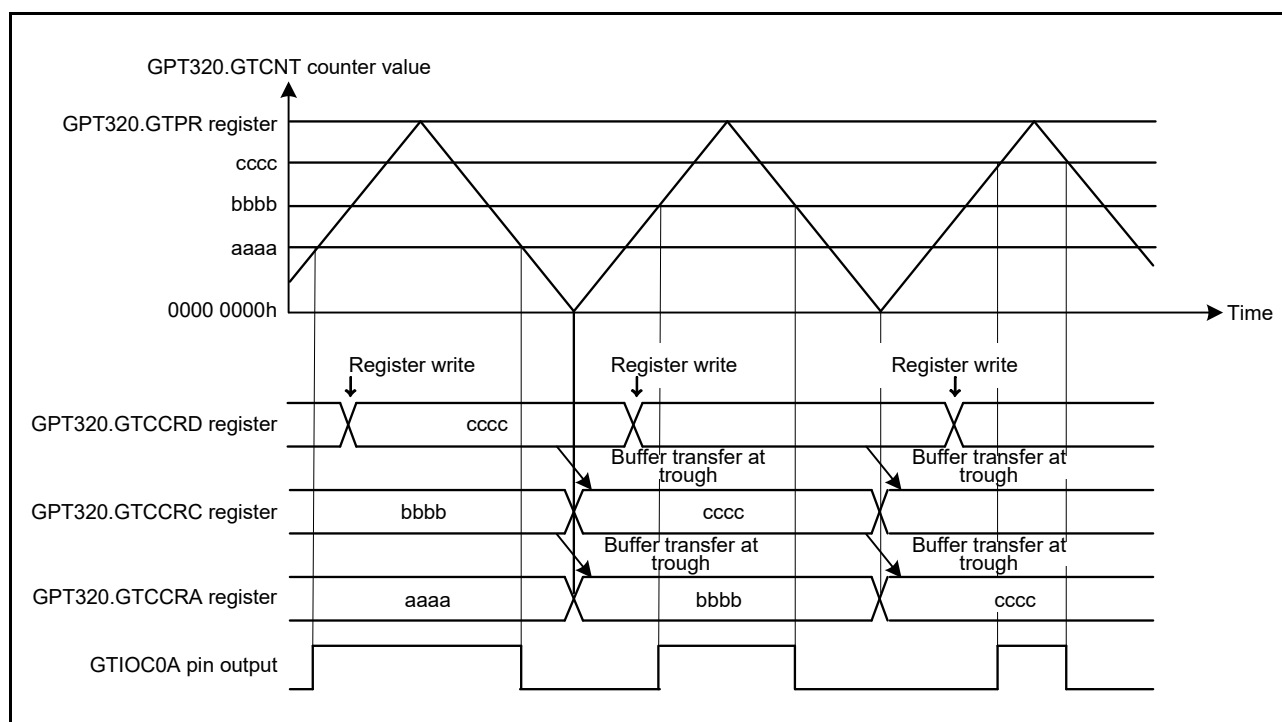 GPT320.GTCNT counter value
GPT320.GTPR register
cccc
bbbb
aaaa
0000 0000h
Time
Register write
Register write
Register write
GPT320.GTCCRD register
cccc
Buffer transfer at
trough
Buffer transfer at
trough
GPT320.GTCCRC register
bbbb
cccc
Buffer transfer at
trough
Buffer transfer at
trough
GPT320.GTCCRA register
aaaa
bbbb
cccc
GTIOC0A pin output